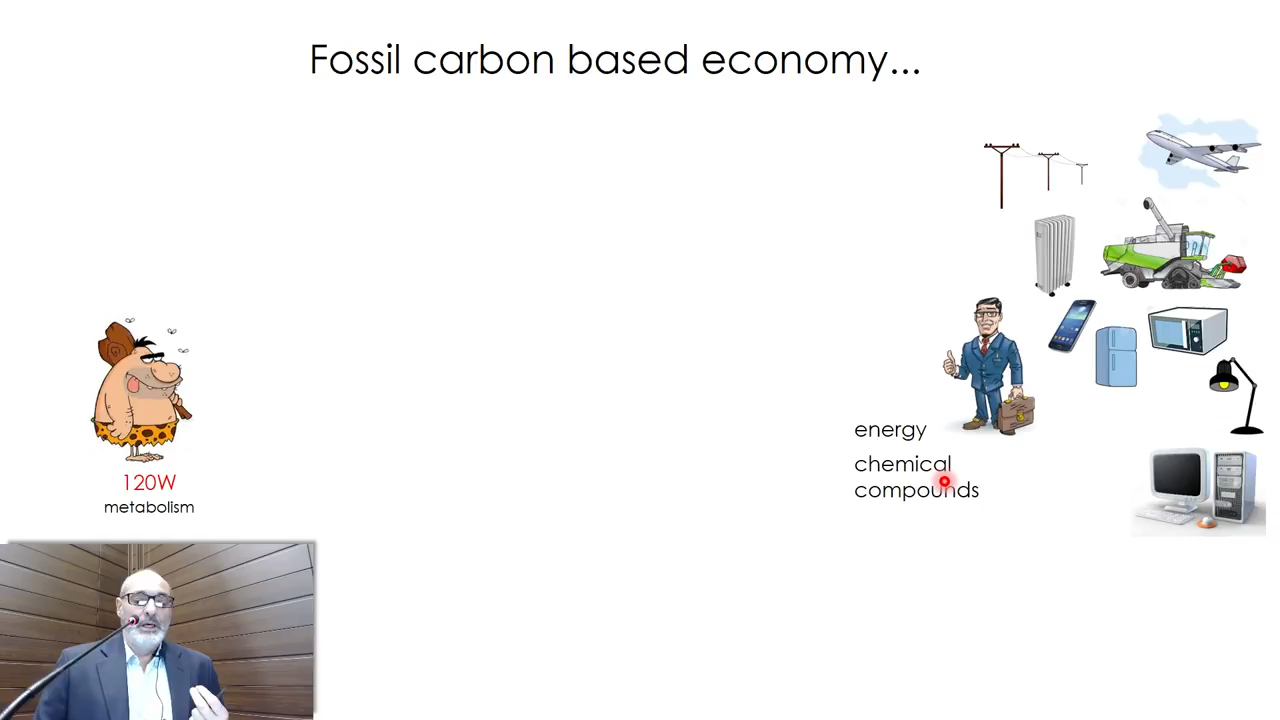 Fossil carbon based economy...
120W
metabolism
energy
chemical
compounds